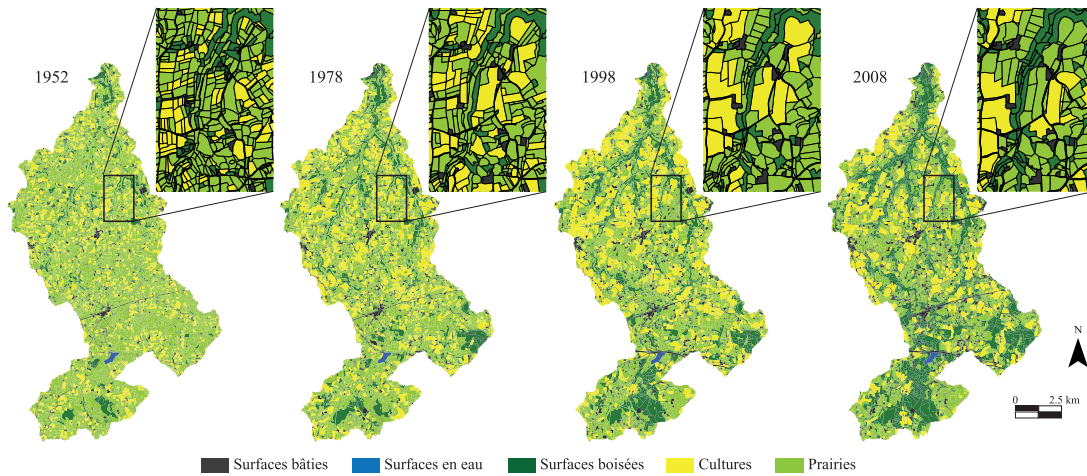 1952
1978
1998
2008
N
0 2.5 km
Surfaces bâties
Surfaces en eau
Surfaces boisées
Cultures
Prairies